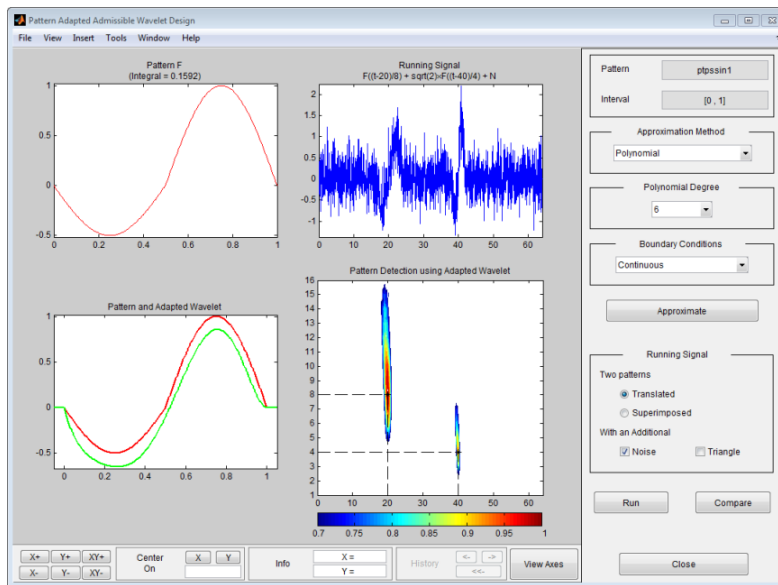 Pattern Adapted Admissible Wavelet Design
File View Insert Tools Window Help
Pattern F
(Integral = 0.1592)
1
0.5
0
-0.5
0 0.2 0.4 0.6 0.8 1
Running Signal
F((t-20)/8) + sqrt(2)×F((t-40)/4) + N
2
1.5
1
0.5
0
-0.5
-1
0 10 20 30 40 50 60
Pattern and Adapted Wavelet
1
0.5
0
-0.5
0 0.2 0.4 0.6 0.8 1
Pattern Detection using Adapted Wavelet
16
15
14
13
12
11
10
9
8
7
6
5
4
3
2
1
0 10 20 30 40 50 60
0.7 0.75 0.8 0.85 0.9 0.95 1
Pattern ptpssin1
Interval [0 , 1]
Approximation Method
Polynomial
Polynomial Degree
6
Boundary Conditions
Continuous
Approximate
Running Signal
Two patterns
Translated
Superimposed
With an Additional
Noise Triangle
Run Compare
Close
X+ Y+ XY+
X- Y- XY-
Center
On
X Y
Info
X =
Y =
History
<- ->
<<-
View Axes